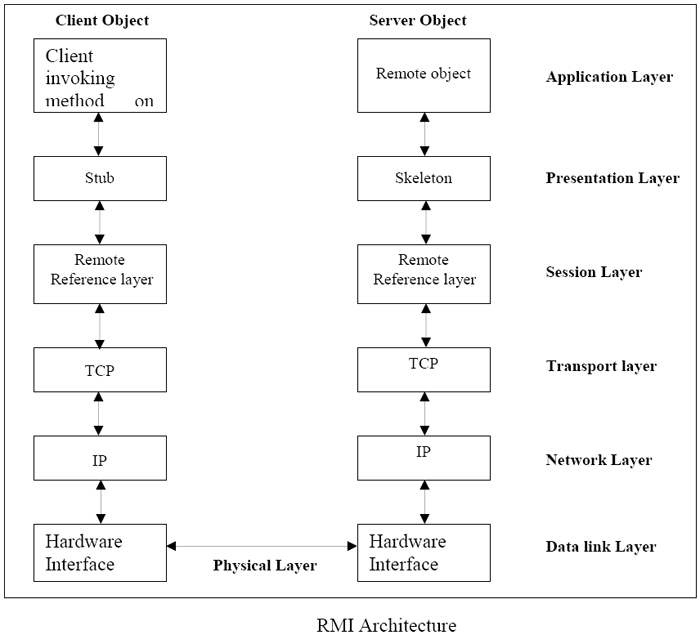 Client Object
Server Object
Client
invoking
method on
Remote object
Application Layer
Stub
Skeleton
Presentation Layer
Remote
Reference layer
Remote
Reference layer
Session Layer
TCP
TCP
Transport layer
IP
IP
Network Layer
Hardware
Interface
Physical Layer
Hardware
Interface
Data link Layer
RMI Architecture